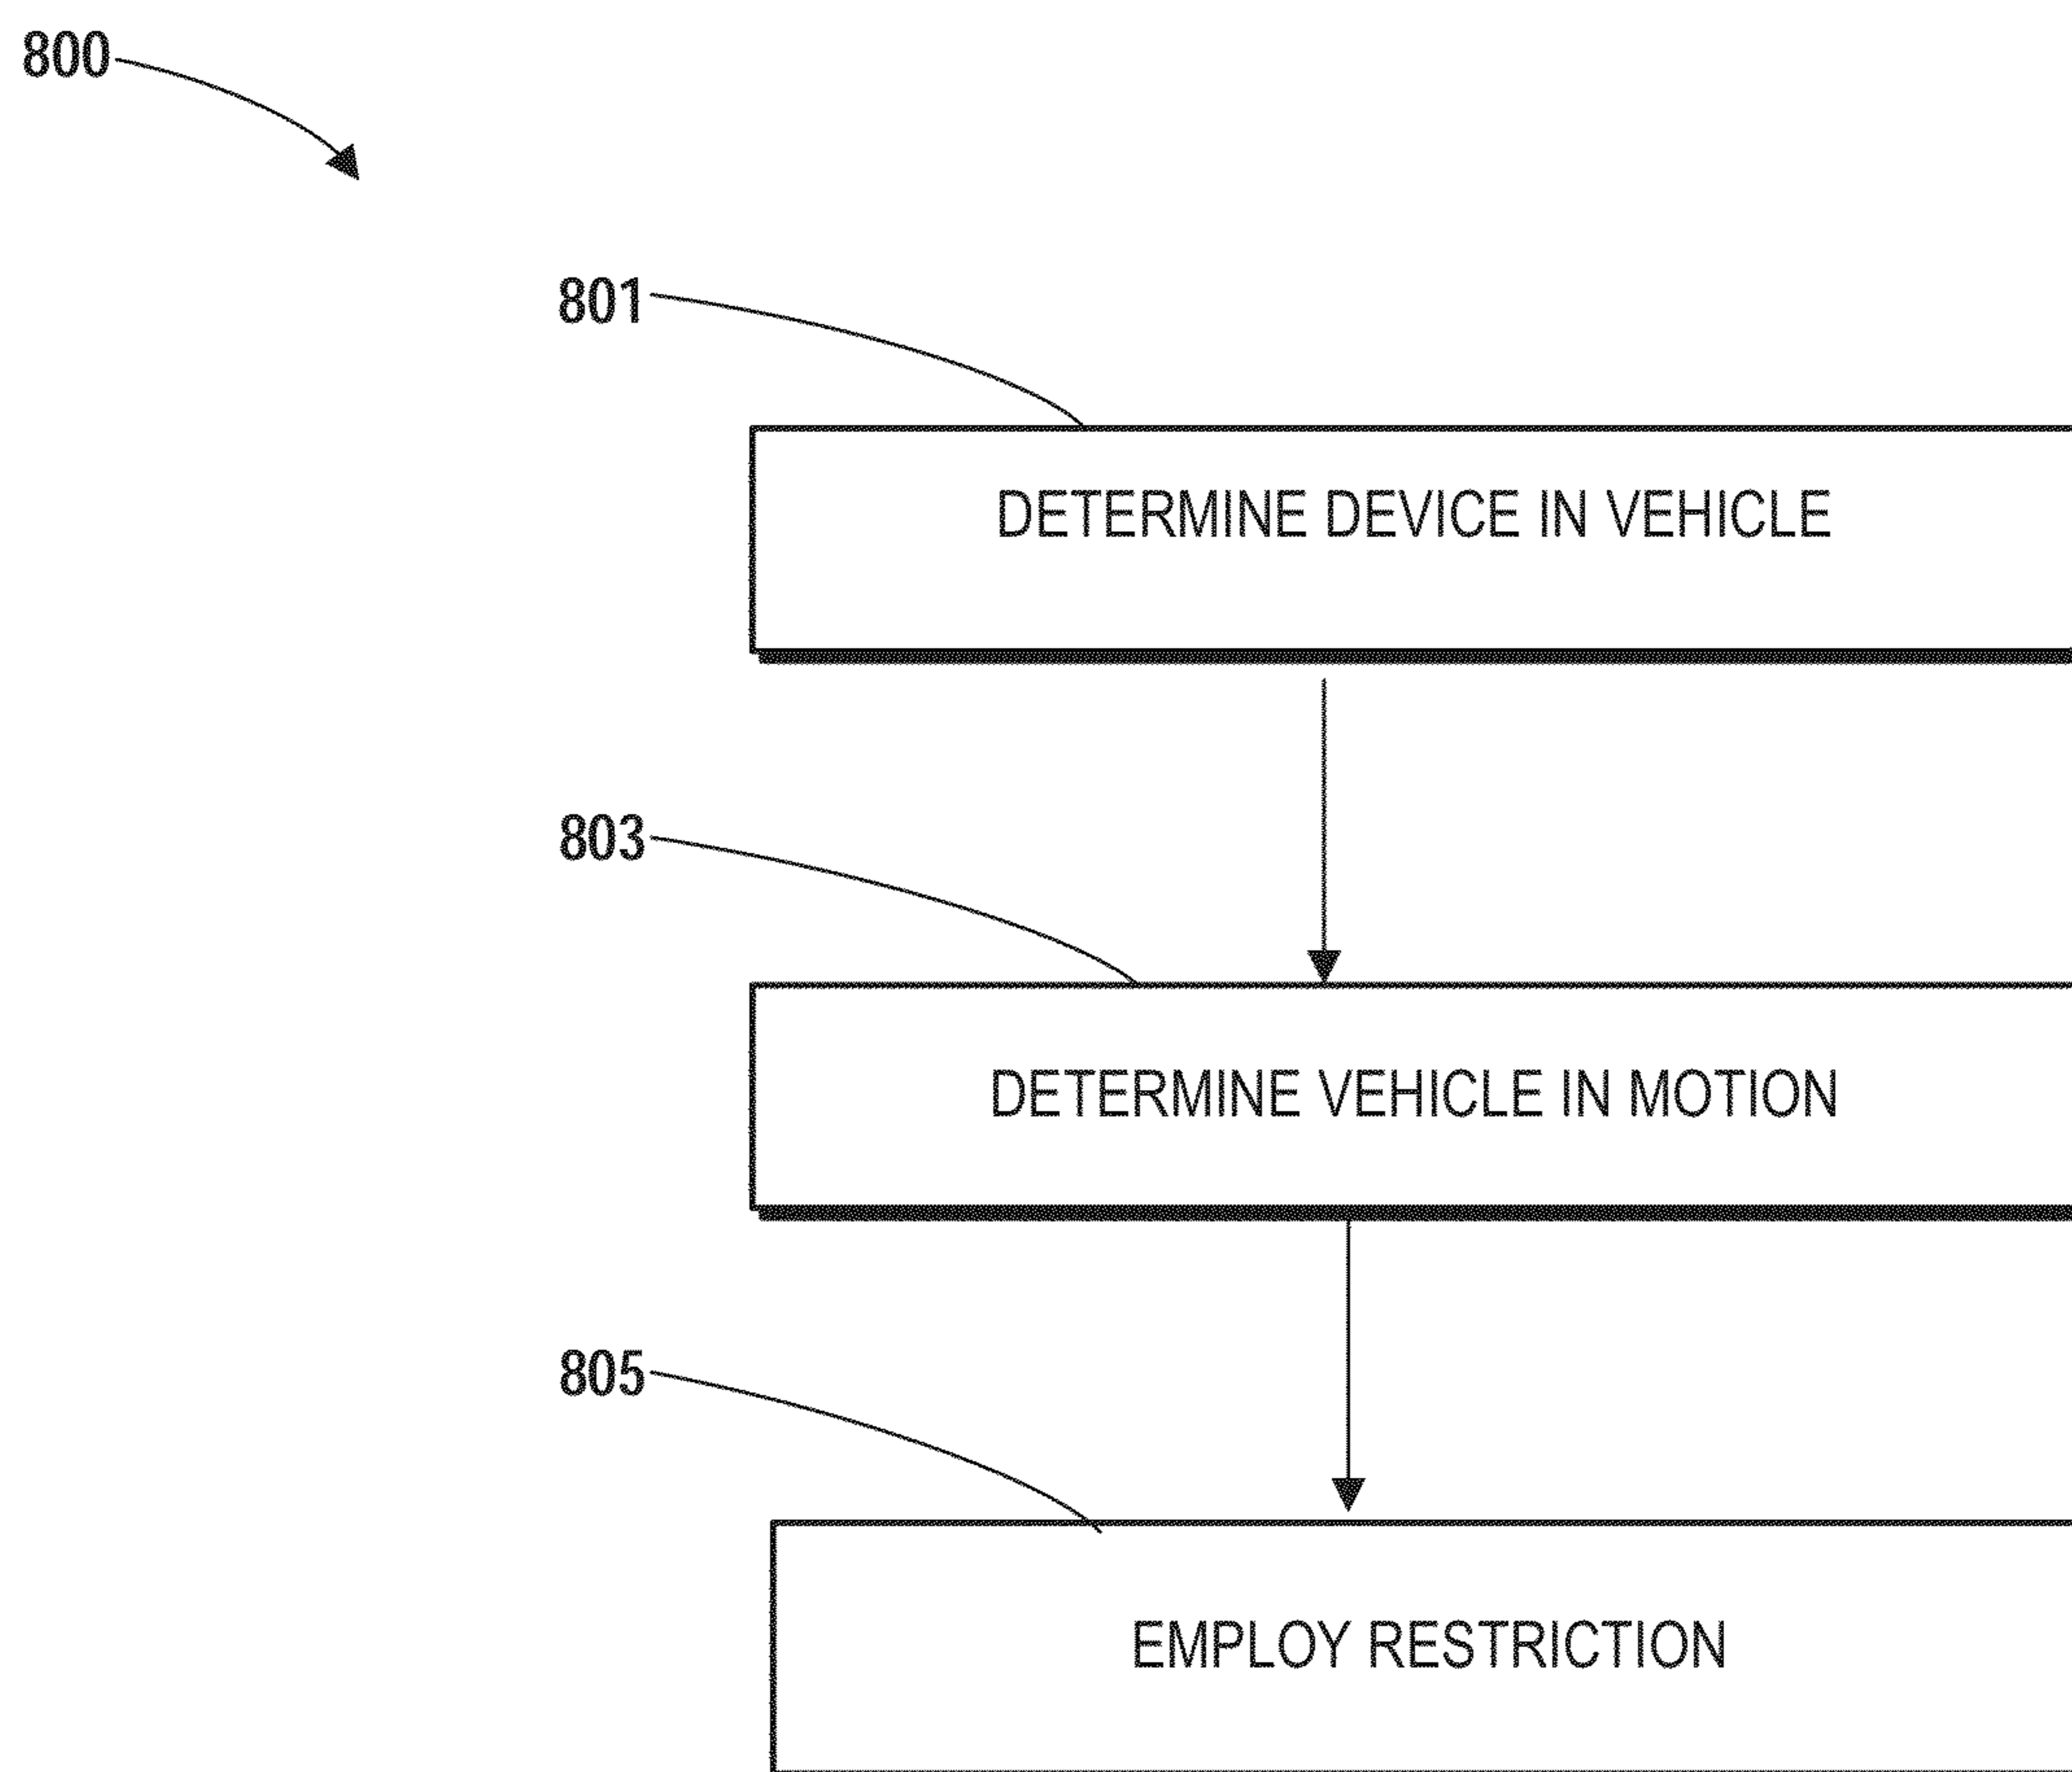 800
801
DETERMINE DEVICE IN VEHICLE
803
DETERMINE VEHICLE IN MOTION
805
EMPLOY RESTRICTION